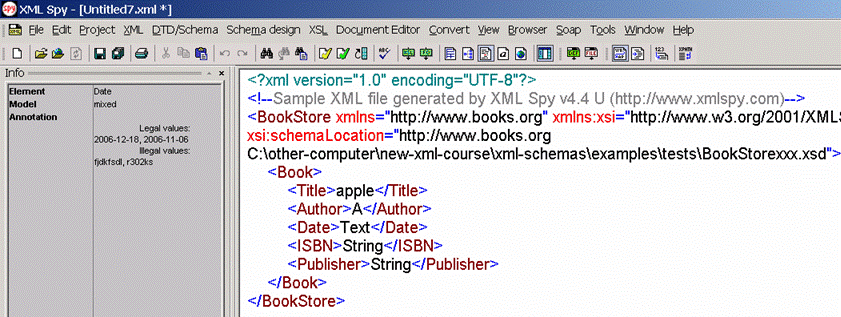 XML Spy - [Untitled7.xml *]
File Edit Project XML DTD/Schema Schema design XSL Document Editor Convert View Browser Soap Tools Window Help
Info
Element Date
Model mixed
Annotation
Legal values:
2006-12-18, 2006-11-06
Illegal values:
fjdkfsdl, r302ks
<?xml version="1.0" encoding="UTF-8"?>
<!--Sample XML file generated by XML Spy v4.4 U (http://www.xmlspy.com)-->
<BookStore xmlns="http://www.books.org" xmlns:xsi="http://www.w3.org/2001/XMLS
xsi:schemaLocation="http://www.books.org
C:\other-computer\new-xml-course\xml-schemas\examples\tests\BookStorexxx.xsd">
<Book>
<Title>apple</Title>
<Author>A</Author>
<Date>Text</Date>
<ISBN>String</ISBN>
<Publisher>String</Publisher>
</Book>
</BookStore>